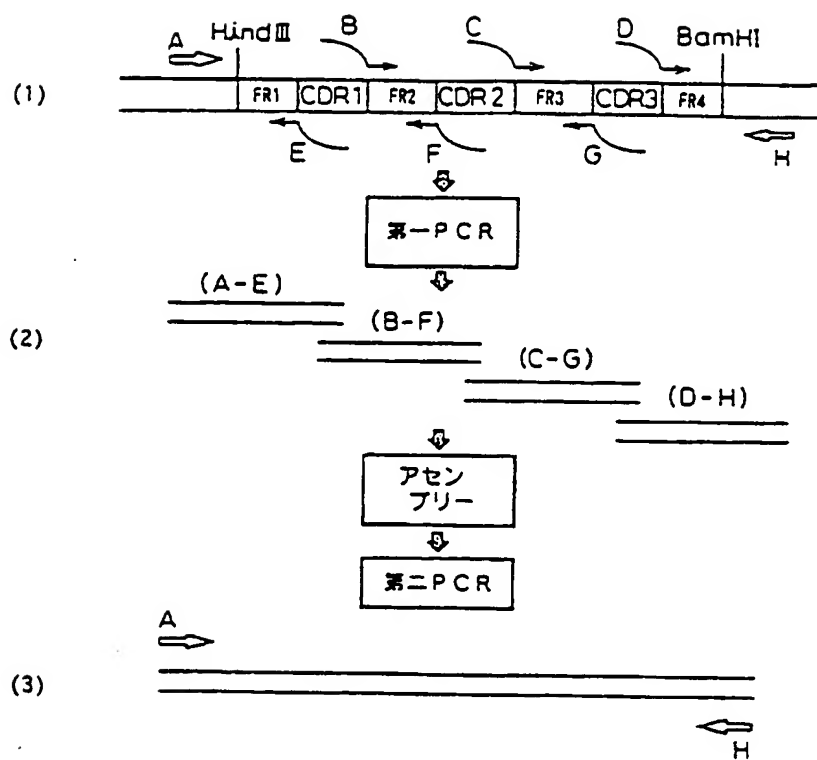 A HindⅢ B C D BamHI
(1) FR1 CDR1 FR2 CDR2 FR3 CDR3 FR4
E F G H
第一PCR
(A-E)
(2) (B-F)
(C-G)
(D-H)
アセン
ブリー
第二PCR
A
(3)
H